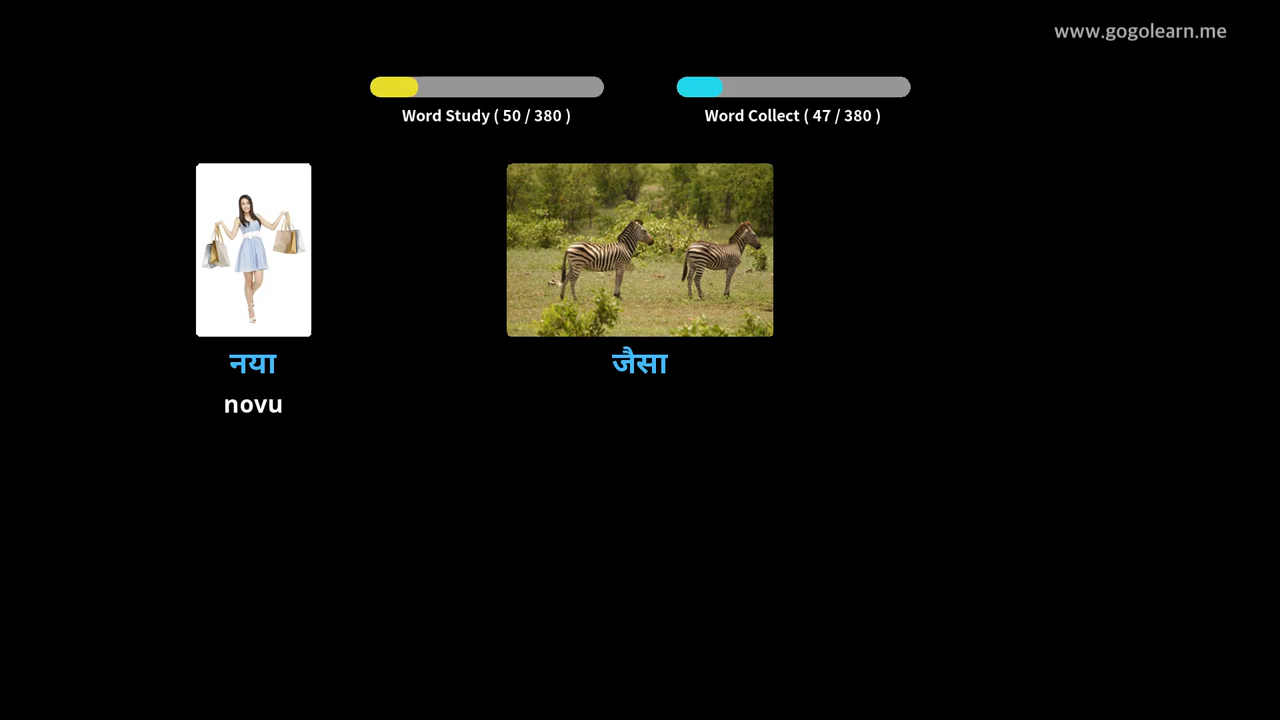 www.gogolearn.me
Word Study ( 50 / 380 )
Word Collect ( 47 / 380 )
नया
जैसा
novu